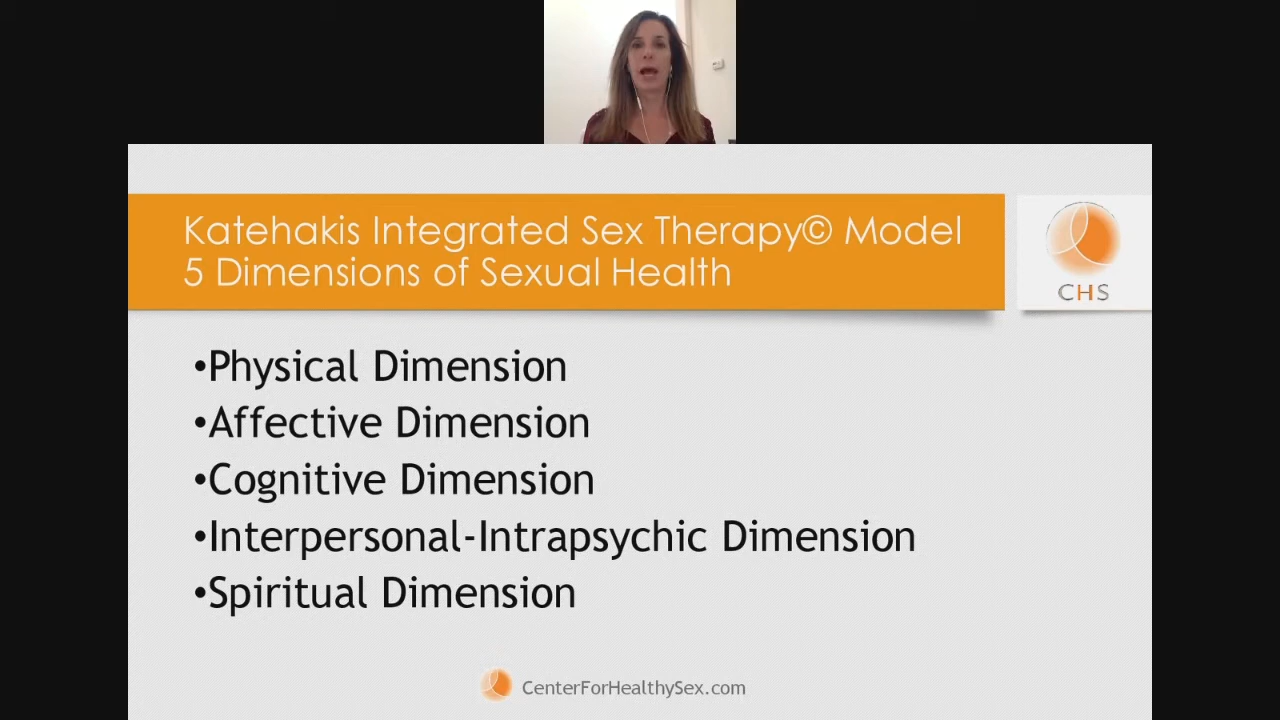 Katehakis Integrated Sex Therapy© Model
5 Dimensions of Sexual Health
CHS
•Physical Dimension
•Affective Dimension
•Cognitive Dimension
•Interpersonal-Intrapsychic Dimension
•Spiritual Dimension
CenterForHealthySex.com